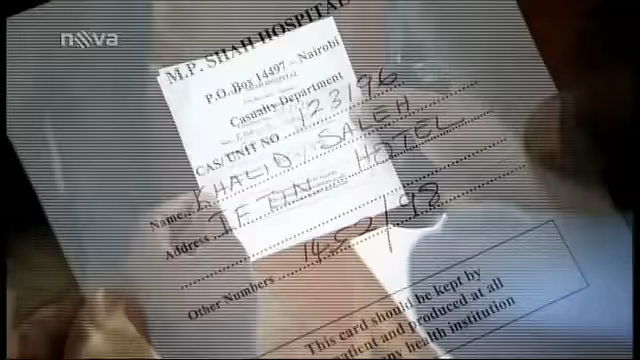 nova
M.P. SHAH HOSPITAL
P.O. Box 14497 – Nairobi
Casualty Department
CAS/UNIT NO 123196
Name KHALID SALEH
Address IFTIN HOTEL
Other Numbers 1452/98
This card should be kept by
patient and produced at all
health institution